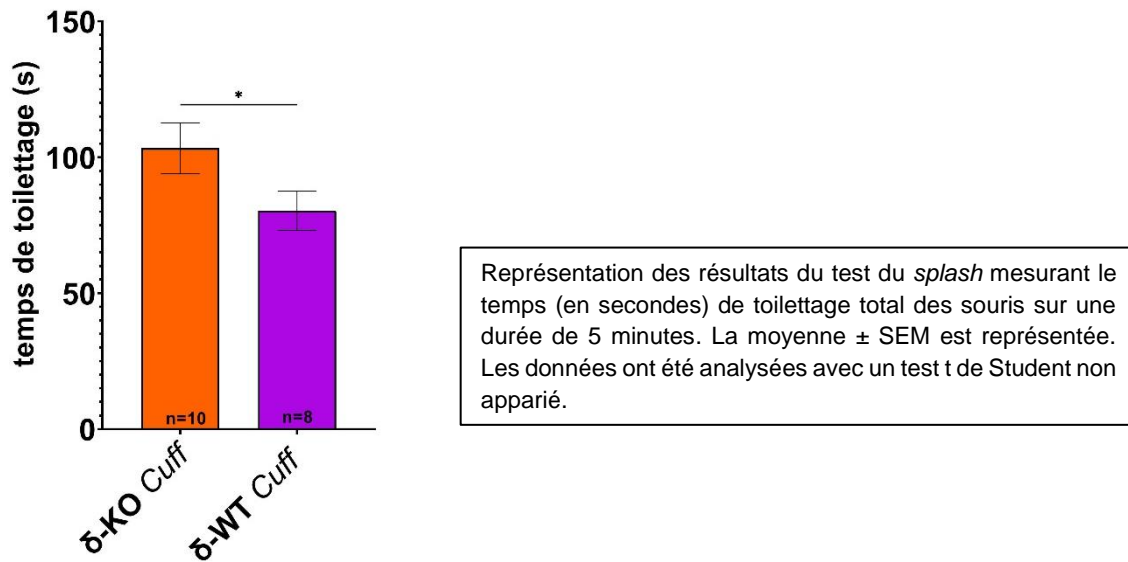 150
100
50
0
temps de toilettage (s)
*
n=10
n=8
δ-KO Cuff
δ-WT Cuff
Représentation des résultats du test du splash mesurant le
temps (en secondes) de toilettage total des souris sur une
durée de 5 minutes. La moyenne ± SEM est représentée.
Les données ont été analysées avec un test t de Student non
apparié.